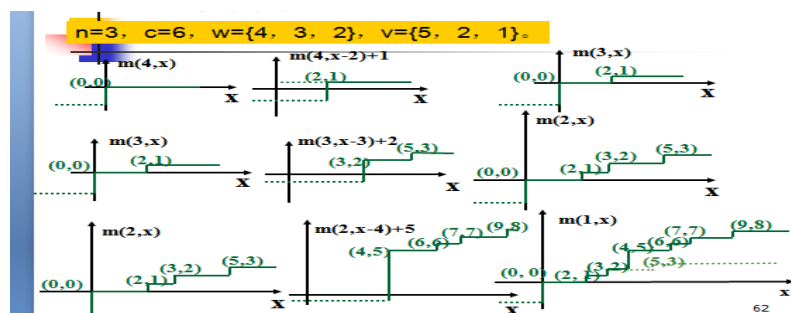 n=3，c=6，w={4，3，2}，v={5，2，1}。
m(4,x)
m(4,x-2)+1
m(3,x)
(0,0)
(2,1)
(0,0)
(2,1)
x
x
x
m(3,x)
m(3,x-3)+2
m(2,x)
(0,0)
(2,1)
(3,2)
(5,3)
(0,0)
(2,1)
(3,2)
(5,3)
x
x
x
m(2,x)
m(2,x-4)+5
m(1,x)
(0,0)
(2,1)
(3,2)
(5,3)
(4,5)
(6,6)
(7,7)
(9,8)
(0, 0)
(2, 1)
(3,2)
(4,5)
(5,3)
(6,6)
(7,7)
(9,8)
x
x
x
62